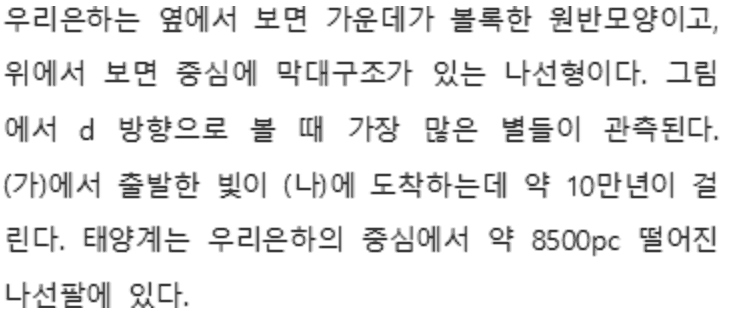 우리은하는 옆에서 보면 가운데가 볼록한 원반모양이고,
위에서 보면 중심에 막대구조가 있는 나선형이다. 그림
에서 d 방향으로 볼 때 가장 많은 별들이 관측된다.
(가)에서 출발한 빛이 (나)에 도착하는데 약 10만년이 걸
린다. 태양계는 우리은하의 중심에서 약 8500pc 떨어진
나선팔에 있다.